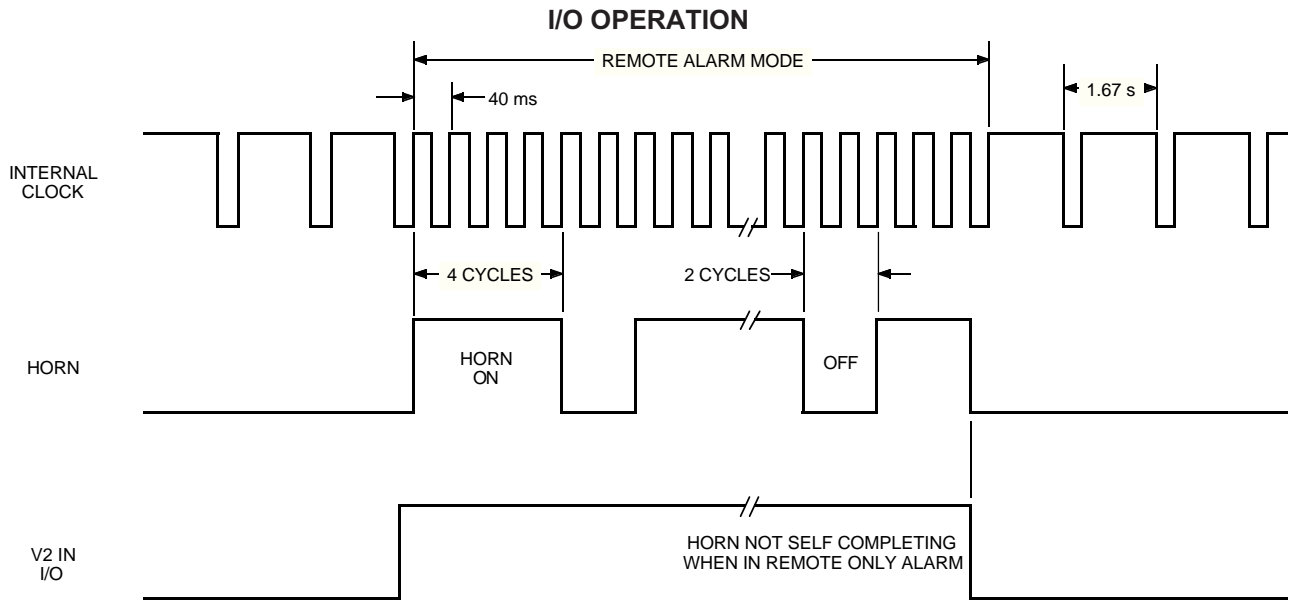 I/O OPERATION
REMOTE ALARM MODE
40 ms
1.67 s
INTERNAL
CLOCK
4 CYCLES
2 CYCLES
HORN
HORN
ON
OFF
V2 IN
I/O
HORN NOT SELF COMPLETING
WHEN IN REMOTE ONLY ALARM